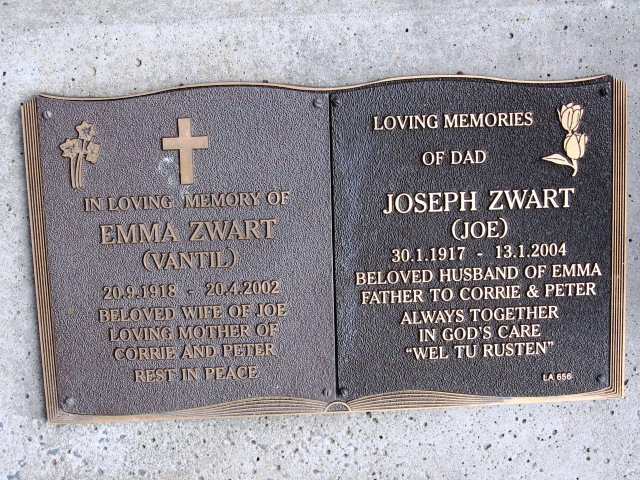 IN LOVING MEMORY OF
EMMA ZWART
(VANTIL)
20.9.1918 - 20.4.2002
BELOVED WIFE OF JOE
LOVING MOTHER OF
CORRIE AND PETER
REST IN PEACE
LOVING MEMORIES
OF DAD
JOSEPH ZWART
(JOE)
30.1.1917 - 13.1.2004
BELOVED HUSBAND OF EMMA
FATHER TO CORRIE & PETER
ALWAYS TOGETHER
IN GOD'S CARE
"WEL TU RUSTEN"
LA 656